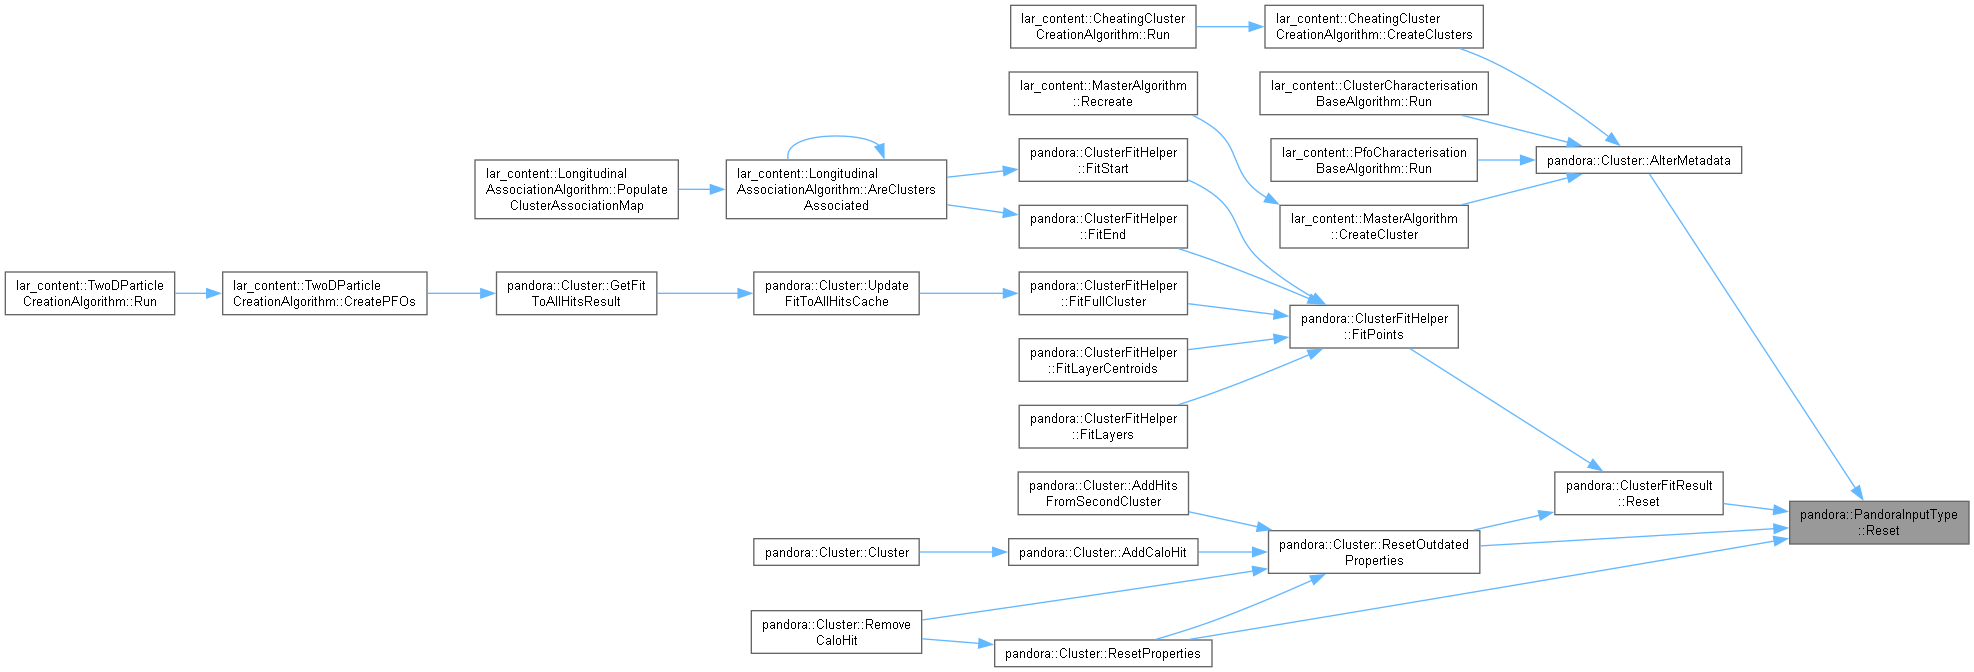 lar_content::CheatingCluster
CreationAlgorithm::Run
lar_content::CheatingCluster
CreationAlgorithm::CreateClusters
lar_content::MasterAlgorithm
::Recreate
lar_content::ClusterCharacterisation
BaseAlgorithm::Run
pandora::ClusterFitHelper
::FitStart
lar_content::PfoCharacterisation
BaseAlgorithm::Run
pandora::Cluster::AlterMetadata
lar_content::Longitudinal
AssociationAlgorithm::Populate
ClusterAssociationMap
lar_content::Longitudinal
AssociationAlgorithm::AreClusters
Associated
pandora::ClusterFitHelper
::FitEnd
lar_content::MasterAlgorithm
::CreateCluster
lar_content::TwoDParticle
CreationAlgorithm::Run
lar_content::TwoDParticle
CreationAlgorithm::CreatePFOs
pandora::Cluster::GetFit
ToAllHitsResult
pandora::Cluster::Update
FitToAllHitsCache
pandora::ClusterFitHelper
::FitFullCluster
pandora::ClusterFitHelper
::FitPoints
pandora::ClusterFitHelper
::FitLayerCentroids
pandora::ClusterFitHelper
::FitLayers
pandora::Cluster::AddHits
FromSecondCluster
pandora::ClusterFitResult
::Reset
pandora::PandoraInputType
::Reset
pandora::Cluster::Cluster
pandora::Cluster::AddCaloHit
pandora::Cluster::ResetOutdated
Properties
pandora::Cluster::Remove
CaloHit
pandora::Cluster::ResetProperties